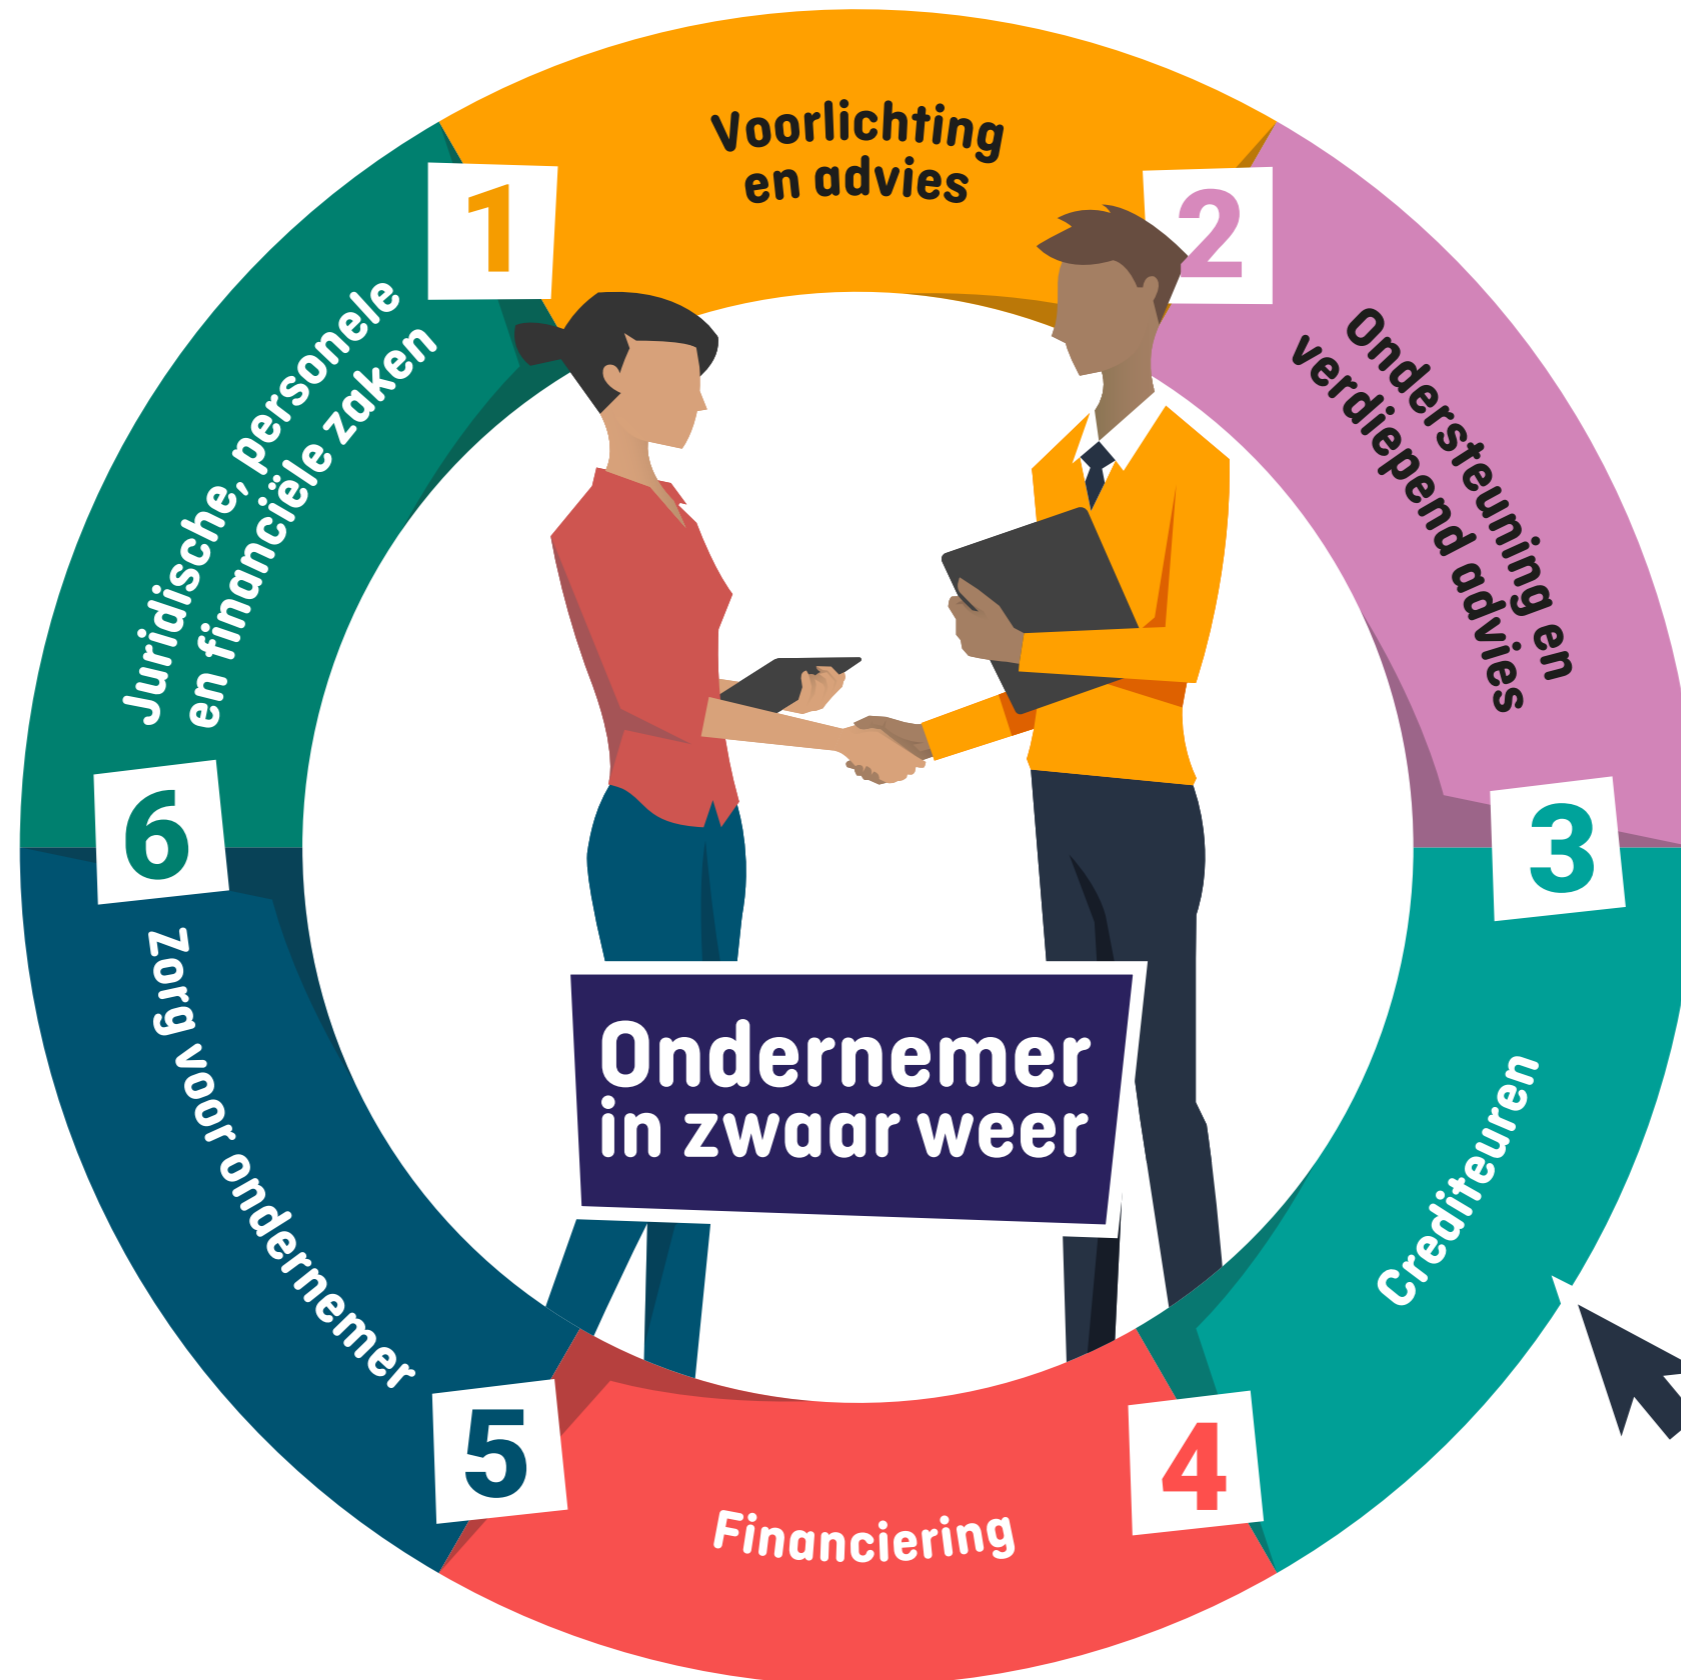 1
Voorlichting
en advies
2
Ondersteuning en
verdiepend advies
3
Crediteuren
4
Financiering
5
Zorg voor ondernemer
6
Juridische, personele
en financiële zaken
Ondernemer
in zwaar weer